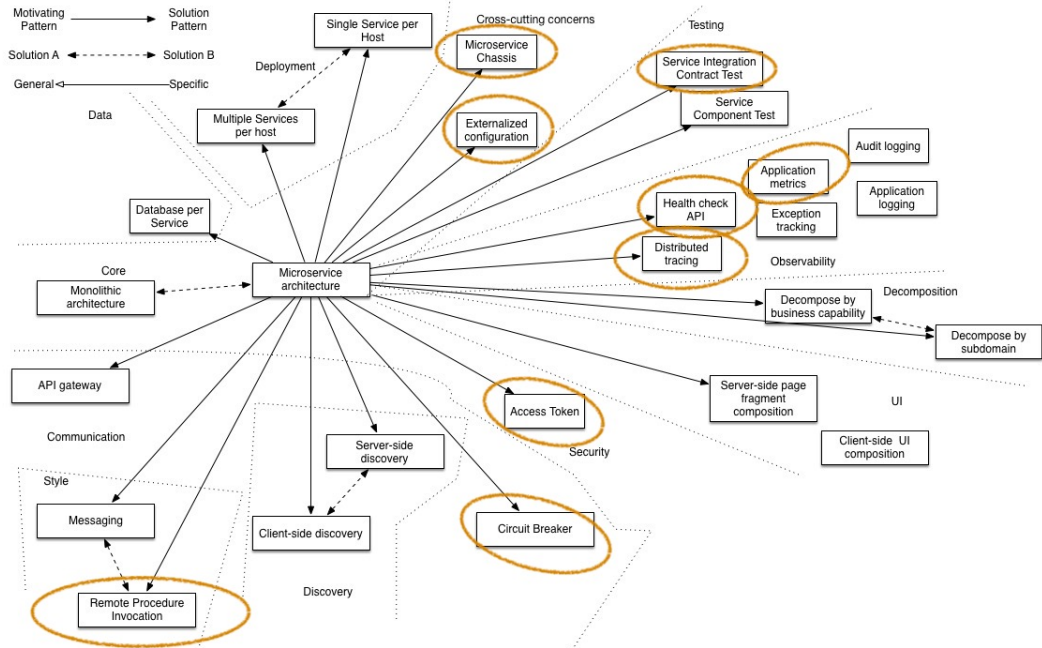 Motivating
Pattern
Solution
Pattern
Solution A
Solution B
General
Specific
Data
Deployment
Single Service per
Host
Multiple Services
per host
Cross-cutting concerns
Microservice
Chassis
Externalized
configuration
Testing
Service Integration
Contract Test
Service
Component Test
Audit logging
Application
metrics
Application
logging
Health check
API
Exception
tracking
Distributed
tracing
Observability
Database per
Service
Core
Monolithic
architecture
Microservice
architecture
Decomposition
Decompose by
business capability
Decompose by
subdomain
API gateway
Server-side page
fragment composition
UI
Client-side UI
composition
Access Token
Security
Communication
Server-side
discovery
Style
Messaging
Client-side discovery
Circuit Breaker
Discovery
Remote Procedure
Invocation